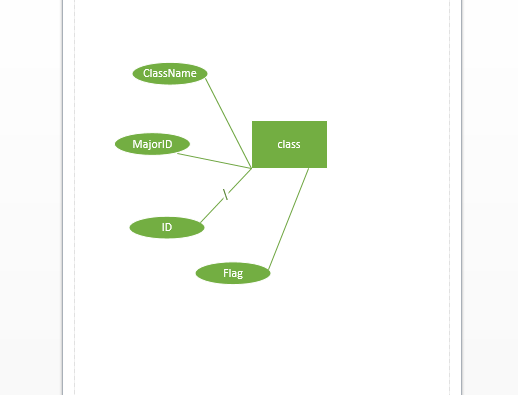 ClassName
MajorID
class
ID
Flag